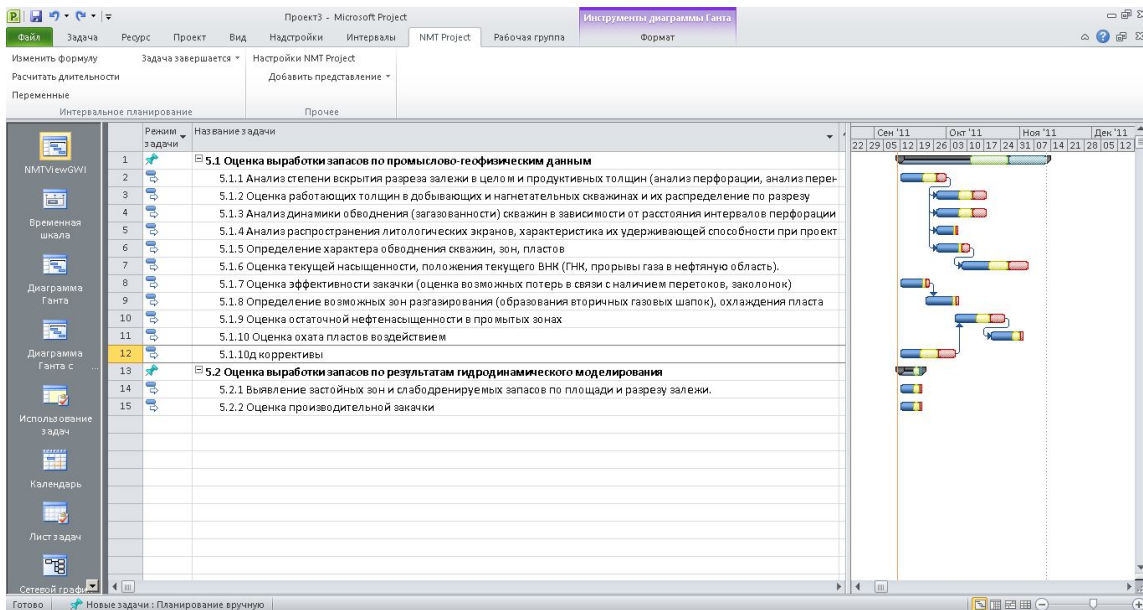 Проект3 - Microsoft Project
Инструменты диаграммы Ганта
Файл Задача Ресурс Проект Вид Надстройки Интервалы NMT Project Рабочая группа Формат
Изменить формулу Задача завершается Настройки NMT Project
Расчитать длительности Добавить представление
Переменные
Интервальное планирование Прочее
NMTViewGWI
Временная шкала
Диаграмма Ганта
Диаграмма Ганта с ...
Использование задач
Календарь
Лист задач
Сетевой графи
Режим задачи Название задачи
1 5.1 Оценка выработки запасов по промыслово-геофизическим данным
2 5.1.1 Анализ степени вскрытия разреза залежи в целом и продуктивных толщин (анализ перфорации, анализ перен
3 5.1.2 Оценка работающих толщин в добывающих и нагнетательных скважинах и их распределение по разрезу
4 5.1.3 Анализ динамики обводнения (загазованности) скважин в зависимости от расстояния интервалов перфорации
5 5.1.4 Анализ распространения литологических экранов, характеристика их удерживающей способности при проект
6 5.1.5 Определение характера обводнения скважин, зон, пластов
7 5.1.6 Оценка текущей насыщенности, положения текущего ВНК (ГНК, прорывы газа в нефтяную область).
8 5.1.7 Оценка эффективности закачки (оценка возможных потерь в связи с наличием перетоков, заколонок)
9 5.1.8 Определение возможных зон разгазирования (образования вторичных газовых шапок), охлаждения пласта
10 5.1.9 Оценка остаточной нефтенасыщенности в промытых зонах
11 5.1.10 Оценка охата пластов воздействием
12 5.1.10д коррективы
13 5.2 Оценка выработки запасов по результатам гидродинамического моделирования
14 5.2.1 Выявление застойных зон и слабодренируемых запасов по площади и разрезу залежи.
15 5.2.2 Оценка производительной закачки
Сен '11 Окт '11 Ноя '11 Дек '11
22 29 05 12 19 26 03 10 17 24 31 07 14 21 28 05 12
Готово Новые задачи : Планирование вручную